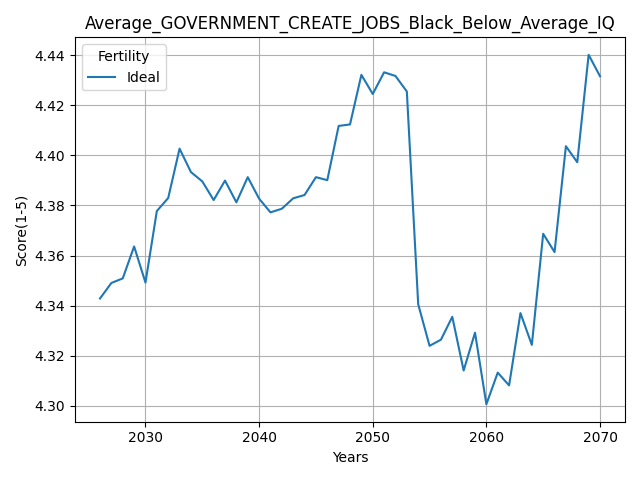 Average_GOVERNMENT_CREATE_JOBS_Black_Below_Average_IQ
Fertility
Ideal
Score(1-5)
4.44
4.42
4.40
4.38
4.36
4.34
4.32
4.30
2030 2040 2050 2060 2070
Years